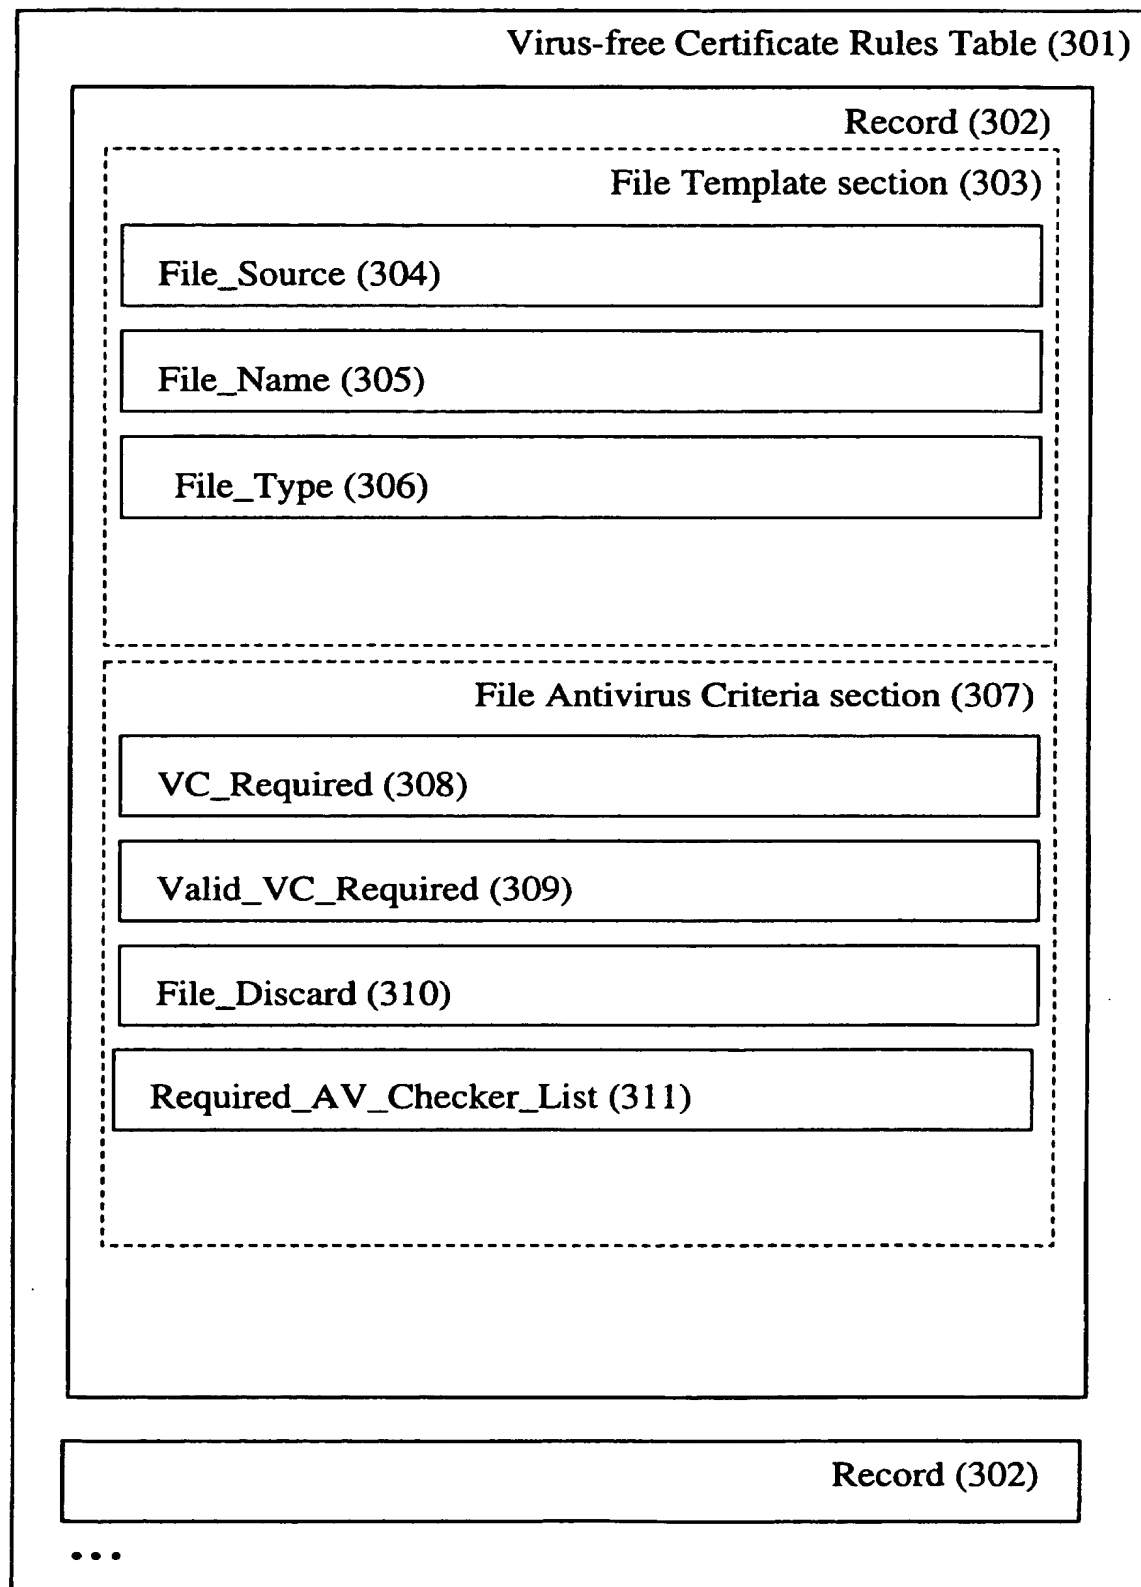 Virus-free Certificate Rules Table (301)
Record (302)
File Template section (303)
File_Source (304)
File_Name (305)
File_Type (306)
File Antivirus Criteria section (307)
VC_Required (308)
Valid_VC_Required (309)
File_Discard (310)
Required_AV_Checker_List (311)
Record (302)
...